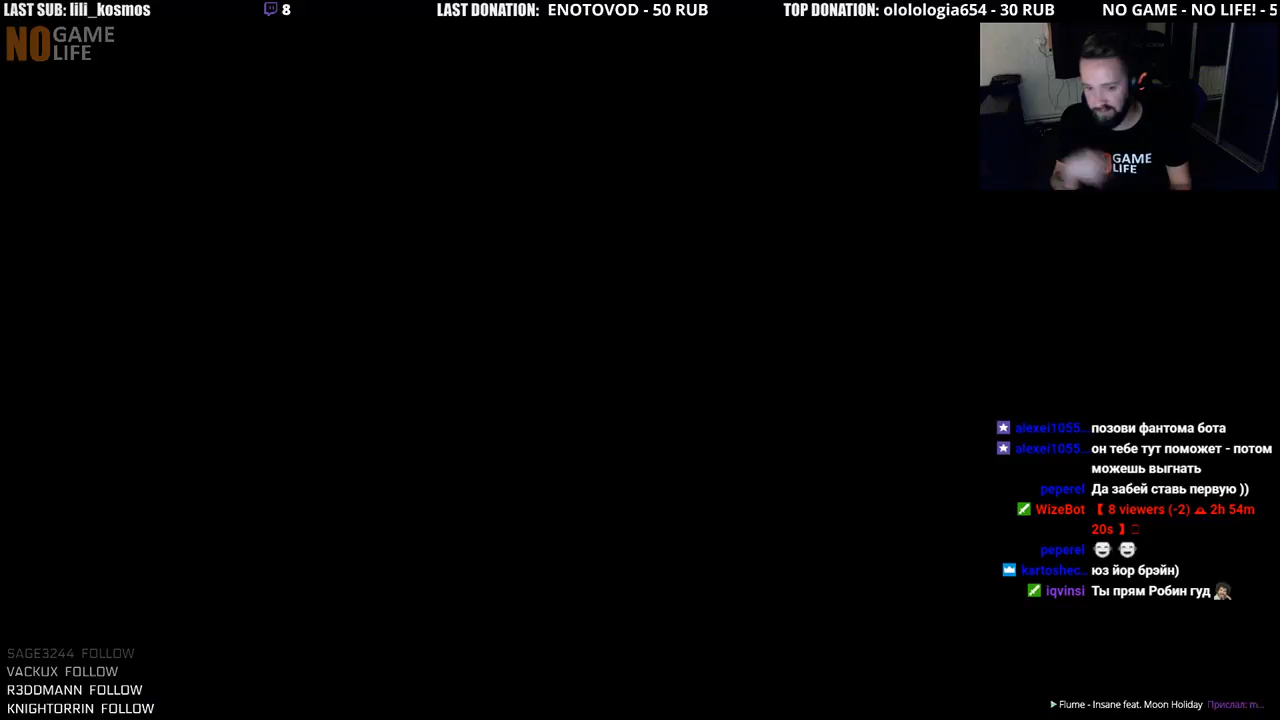 LAST SUB: lili_kosmos
8
LAST DONATION: ENOTOVOD - 50 RUB
TOP DONATION: ololologia654 - 30 RUB
NO GAME - NO LIFE! - 5
NO GAME
LIFE
GAME
LIFE
alexei1055... позови фантома бота
alexei1055... он тебе тут поможет - потом
можешь выгнать
peperel Да забей ставь первую ))
WizeBot 【 8 viewers (-2) 2h 54m
20s 】
peperel
kartoshec... юз йор брэйн)
iqvinsi Ты прям Робин гуд
SAGE3244 FOLLOW
VACKUX FOLLOW
R3DDMANN FOLLOW
KNIGHTORRIN FOLLOW
Flume - Insane feat. Moon Holiday Прислал: m...